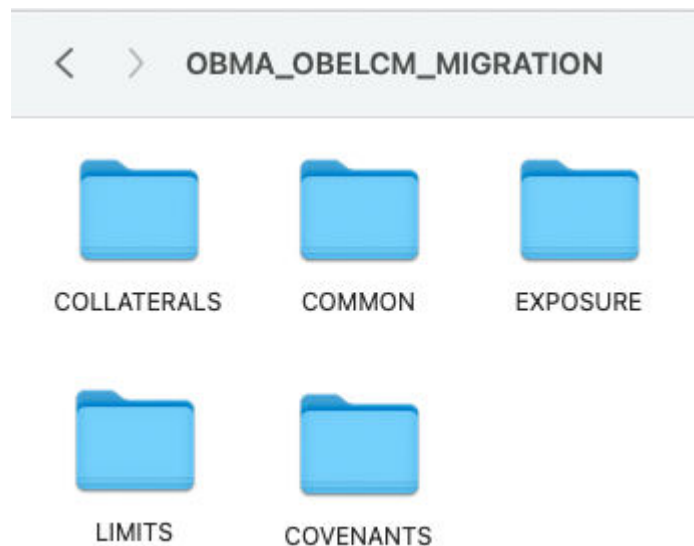 OBMA_OBELCM_MIGRATION
COLLATERALS COMMON EXPOSURE
LIMITS COVENANTS